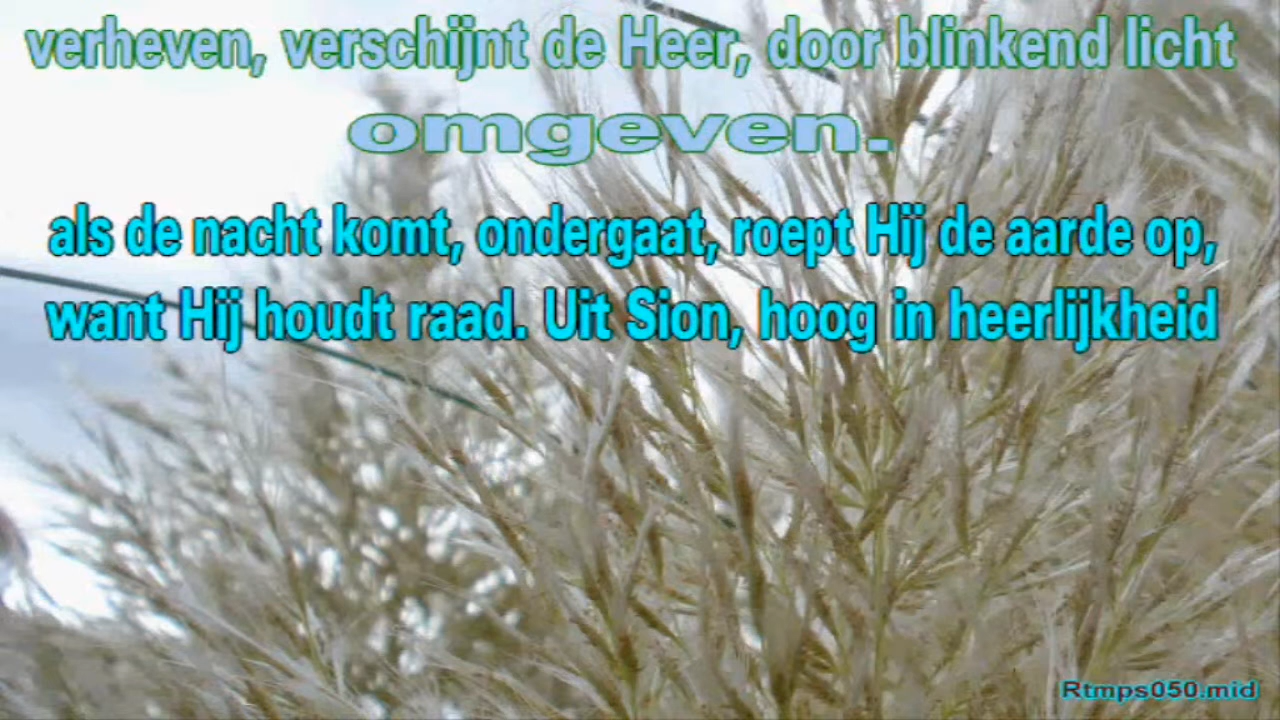 verheven, verschijnt de Heer, door blinkend licht
omgeven.
als de nacht komt, ondergaat, roept Hij de aarde op,
want Hij houdt raad. Uit Sion, hoog in heerlijkheid
Rtmps050.mid